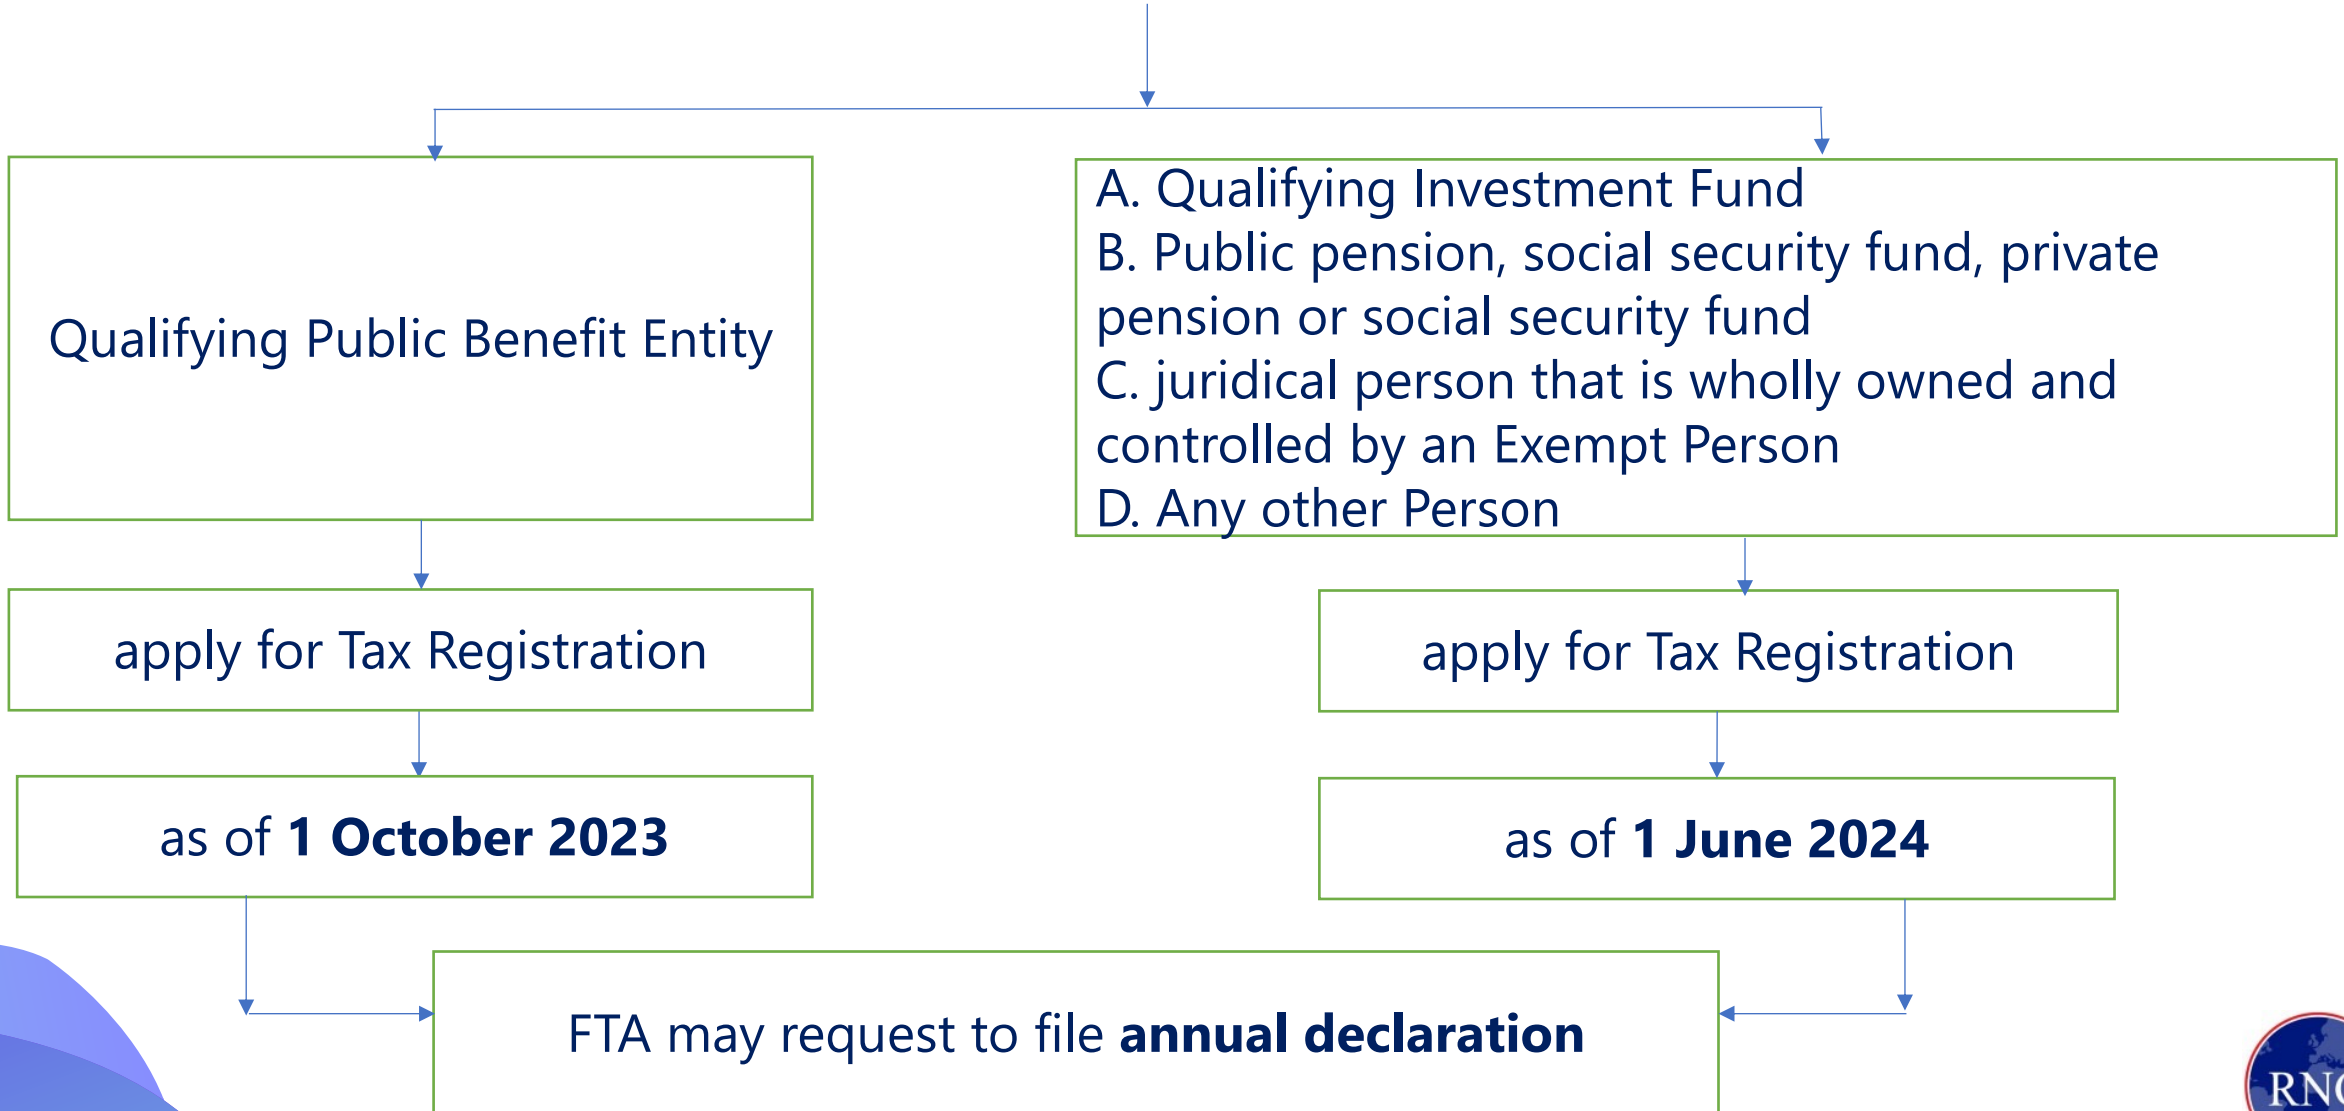 Qualifying Public Benefit Entity
A. Qualifying Investment Fund
B. Public pension, social security fund, private
pension or social security fund
C. juridical person that is wholly owned and
controlled by an Exempt Person
D. Any other Person
apply for Tax Registration
apply for Tax Registration
as of 1 October 2023
as of 1 June 2024
FTA may request to file annual declaration